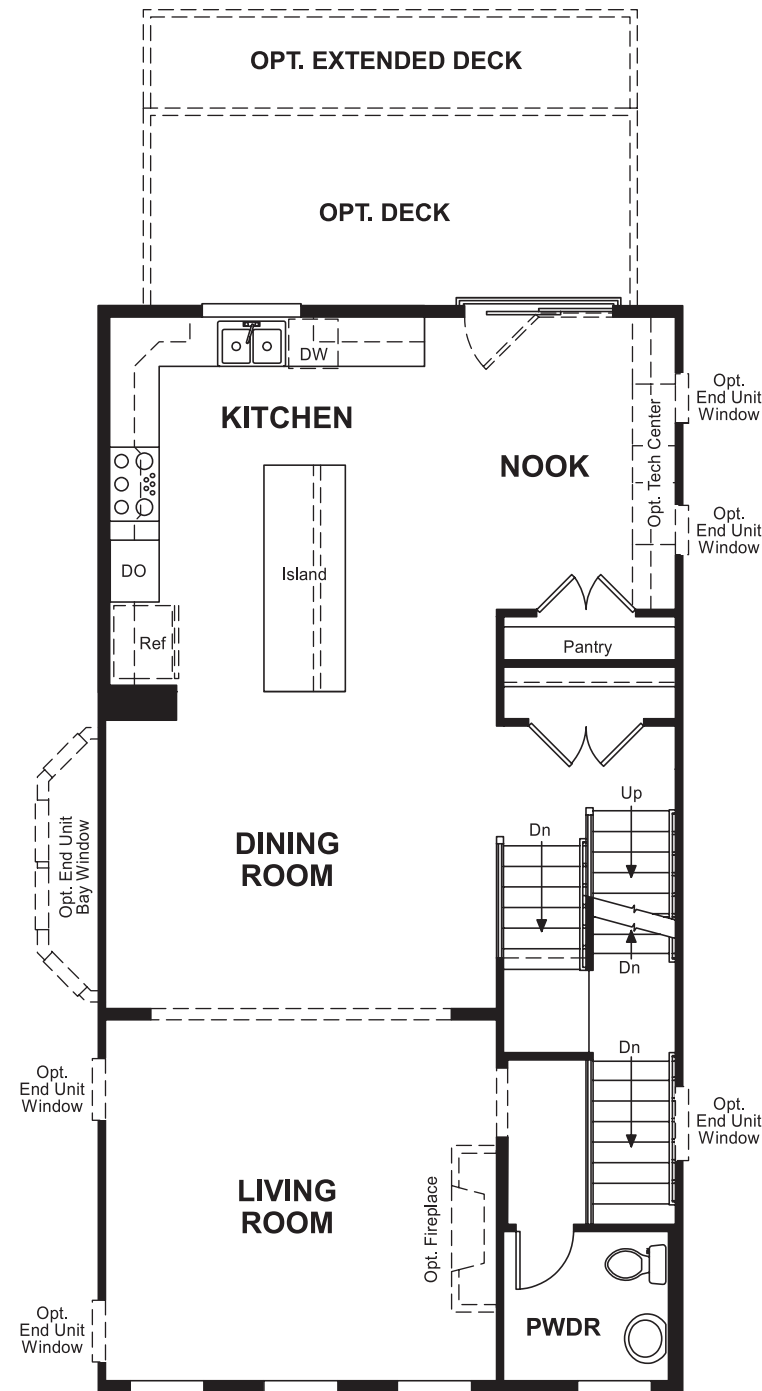 OPT. EXTENDED DECK
OPT. DECK
DW
KITCHEN
NOOK
Opt.
End Unit
Window
Opt. Tech Center
Opt.
End Unit
Window
DO
Island
Ref
Pantry
Up
Dn
DINING
ROOM
Opt. End Unit
Bay Window
Dn
Dn
Opt.
End Unit
Window
Opt.
End Unit
Window
LIVING
ROOM
Opt. Fireplace
PWDR
Opt.
End Unit
Window